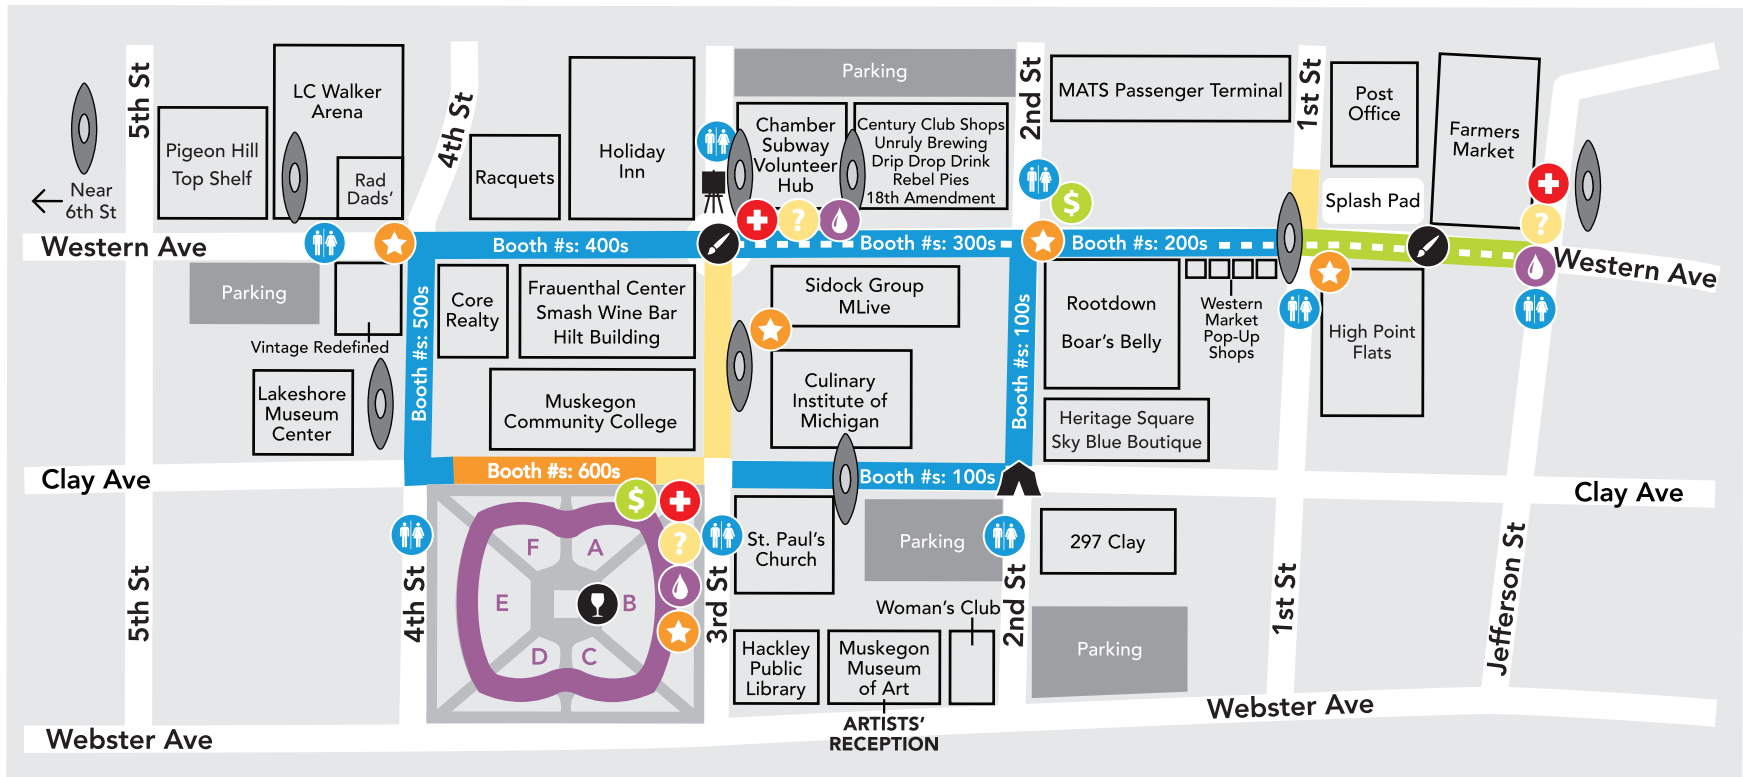 5th St
LC Walker
Arena
4th St
Parking
2nd St
MATS Passenger Terminal
1st St
Post
Office
Farmers
Market
Pigeon Hill
Top Shelf
Rad
Dads’
Racquets
Holiday
Inn
Chamber
Subway
Volunteer
Hub
Century Club Shops
Unruly Brewing
Drip Drop Drink
Rebel Pies
18th Amendment
Splash Pad
Near
6th St
?
$
?
Western Ave
Booth #s: 400s
Booth #s: 300s
Booth #s: 200s
Western Ave
Parking
Vintage Redefined
Booth #s: 500s
Core
Realty
Frauenthal Center
Smash Wine Bar
Hilt Building
Sidock Group
MLive
Booth #s: 100s
Rootdown
Boar’s Belly
Western
Market
Pop-Up
Shops
High Point
Flats
Lakeshore
Museum
Center
Muskegon
Community College
Culinary
Institute of
Michigan
Heritage Square
Sky Blue Boutique
Clay Ave
Booth #s: 600s
Booth #s: 100s
Clay Ave
$
?
F
A
E
B
D
C
St. Paul’s
Church
Parking
297 Clay
5th St
4th St
3rd St
2nd St
1st St
Jefferson St
Woman’s Club
Hackley
Public
Library
Muskegon
Museum
of Art
Parking
ARTISTS’
RECEPTION
Webster Ave
Webster Ave